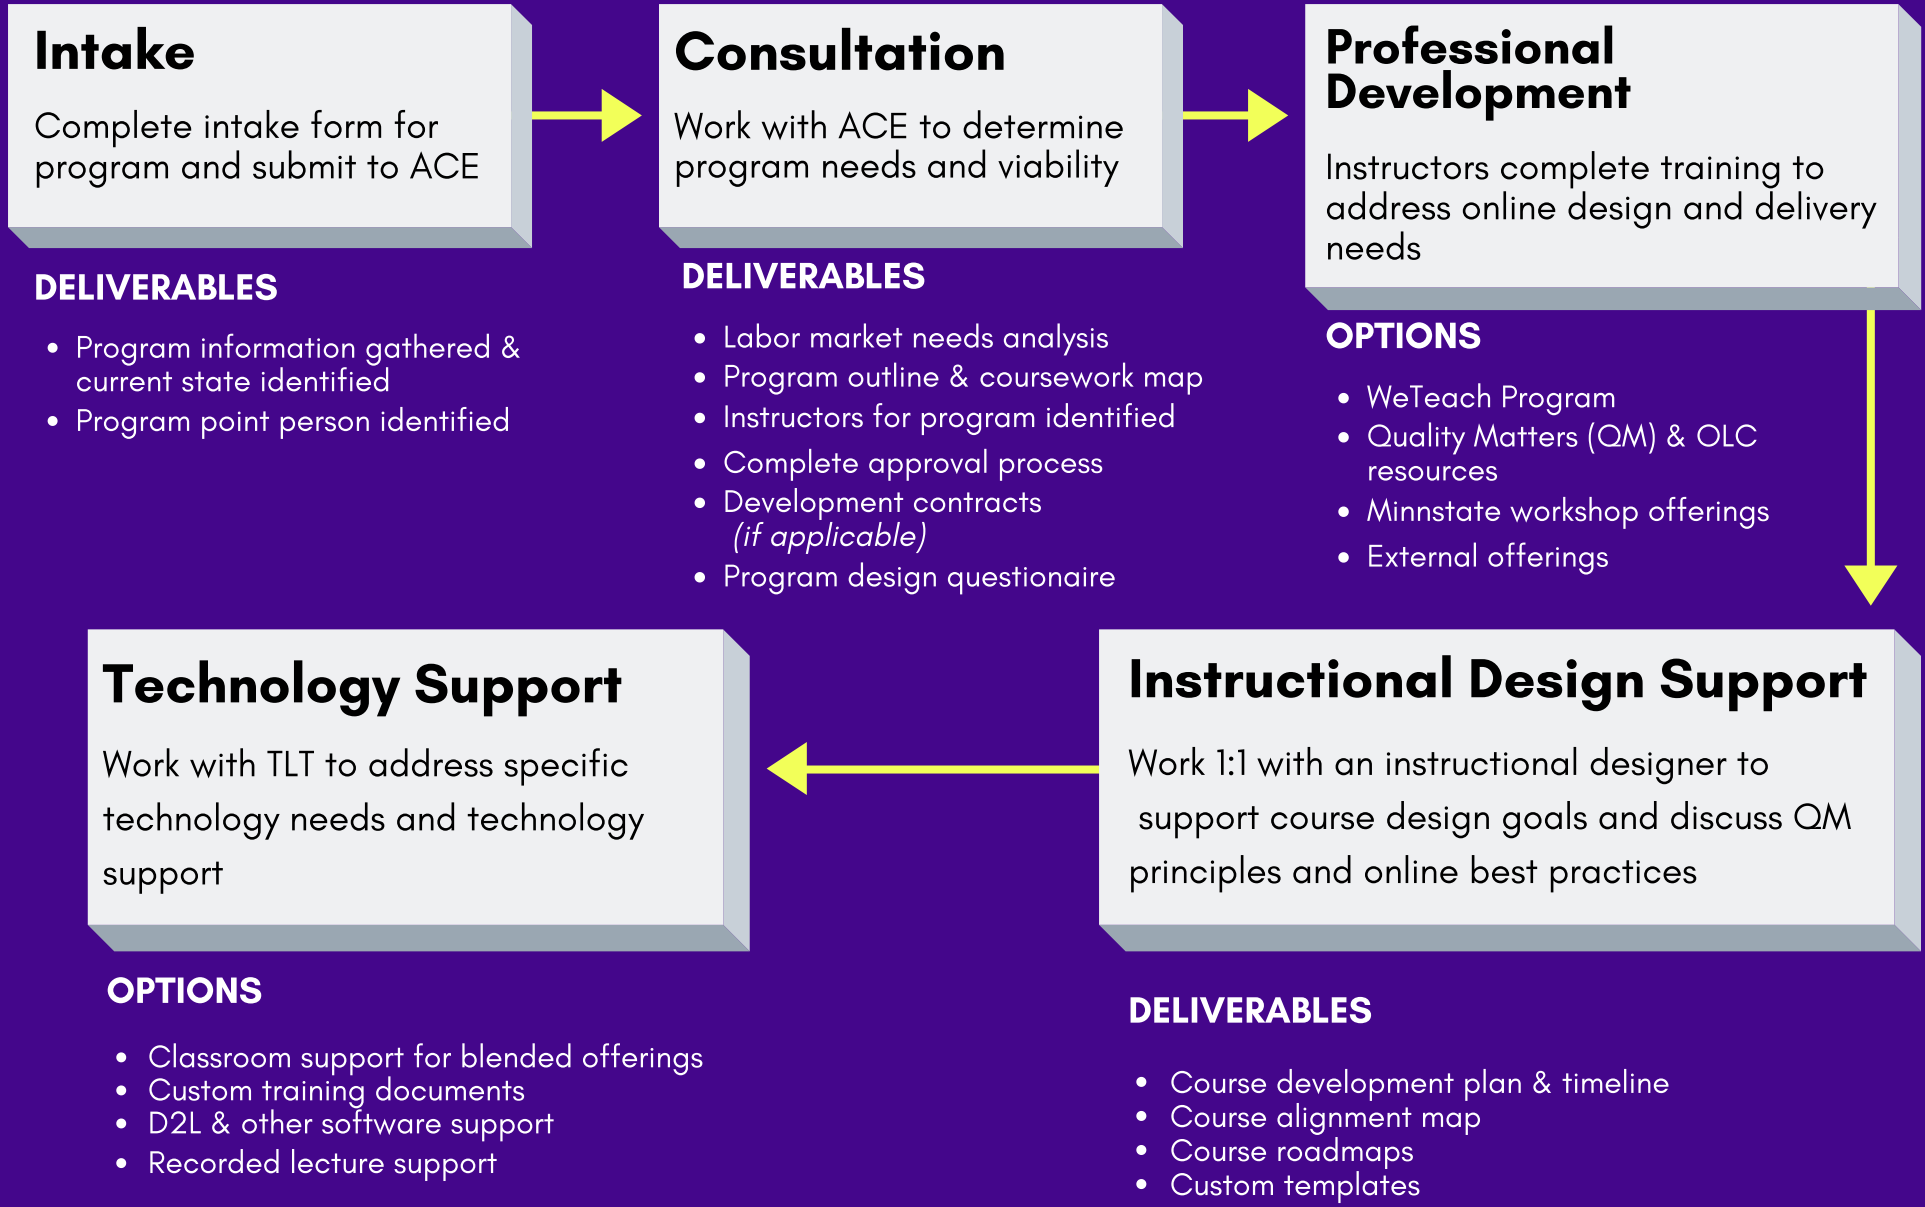 Intake
Complete intake form for
program and submit to ACE
DELIVERABLES
• Program information gathered &
current state identified
• Program point person identified
Consultation
Work with ACE to determine
program needs and viability
DELIVERABLES
• Labor market needs analysis
• Program outline & coursework map
• Instructors for program identified
• Complete approval process
• Development contracts
(if applicable)
• Program design questionaire
Professional
Development
Instructors complete training to
address online design and delivery
needs
OPTIONS
• WeTeach Program
• Quality Matters (QM) & OLC
resources
• Minnstate workshop offerings
• External offerings
Instructional Design Support
Work 1:1 with an instructional designer to
support course design goals and discuss QM
principles and online best practices
DELIVERABLES
• Course development plan & timeline
• Course alignment map
• Course roadmaps
• Custom templates
Technology Support
Work with TLT to address specific
technology needs and technology
support
OPTIONS
• Classroom support for blended offerings
• Custom training documents
• D2L & other software support
• Recorded lecture support